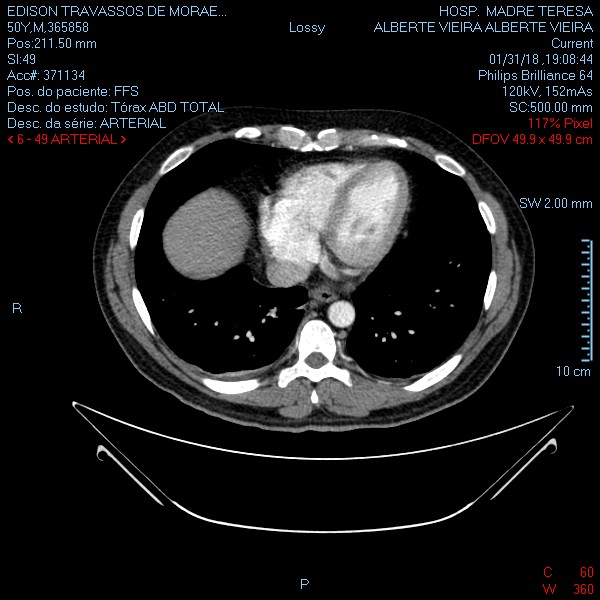 EDISON TRAVASSOS DE MORAE...
50Y,M,365858
Pos:211.50 mm
SI:49
Acc#: 371134
Pos. do paciente: FFS
Desc. do estudo: Tórax ABD TOTAL
Desc. da série: ARTERIAL
< 6 - 49 ARTERIAL >
Lossy
HOSP. MADRE TERESA
ALBERTE VIEIRA ALBERTE VIEIRA
Current
01/31/18 ,19:08:44
Philips Brilliance 64
120kV, 152mAs
SC:500.00 mm
117% Pixel
DFOV 49.9 x 49.9 cm
SW 2.00 mm
R
10 cm
P
C 60
W 360